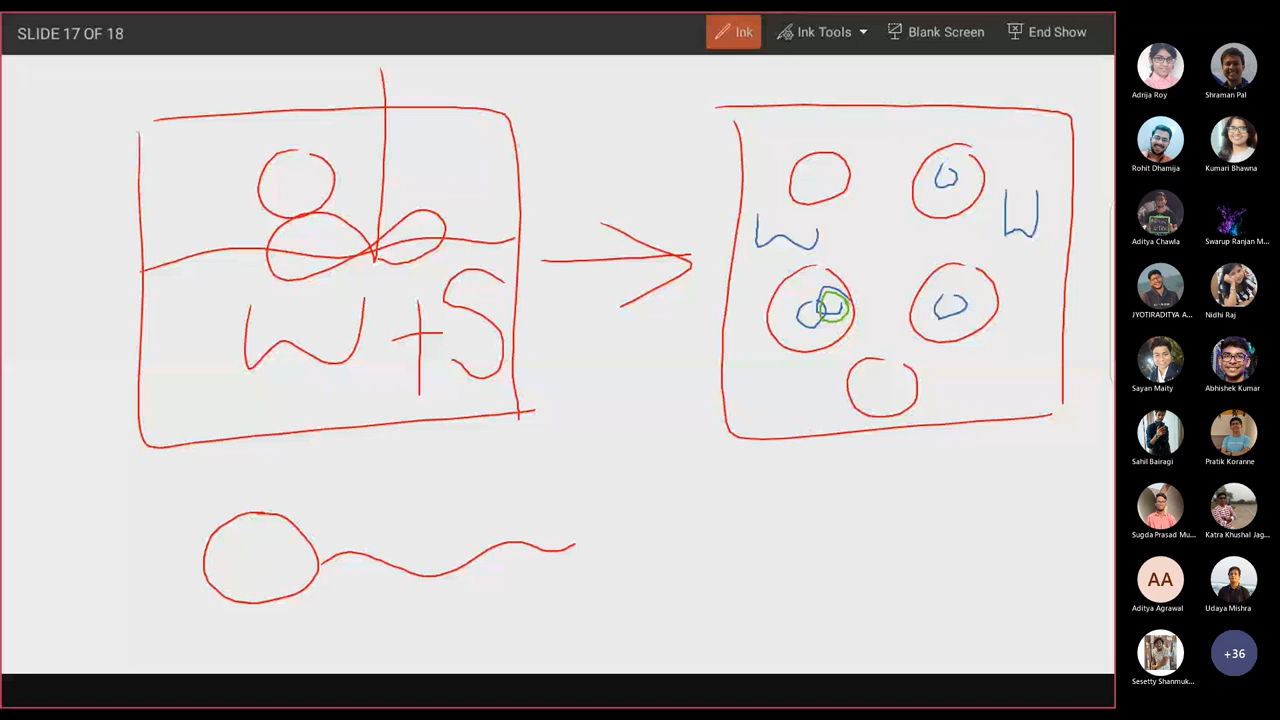 SLIDE 17 OF 18
Ink
Ink Tools
Blank Screen
End Show
W + S
W
W
Adrija Roy
Shraman Pal
Rohit Dhamija
Kumari Bhawna
Aditya Chawla
Swarup Ranjan M...
JYOTIRADITYA A...
Nidhi Raj
Sayan Maity
Abhishek Kumar
Sahil Bairagi
Pratik Koranne
Sugda Prasad Mu...
Katra Khushal Jag...
AA
Aditya Agrawal
Udaya Mishra
Sesetty Shanmuk...
+36